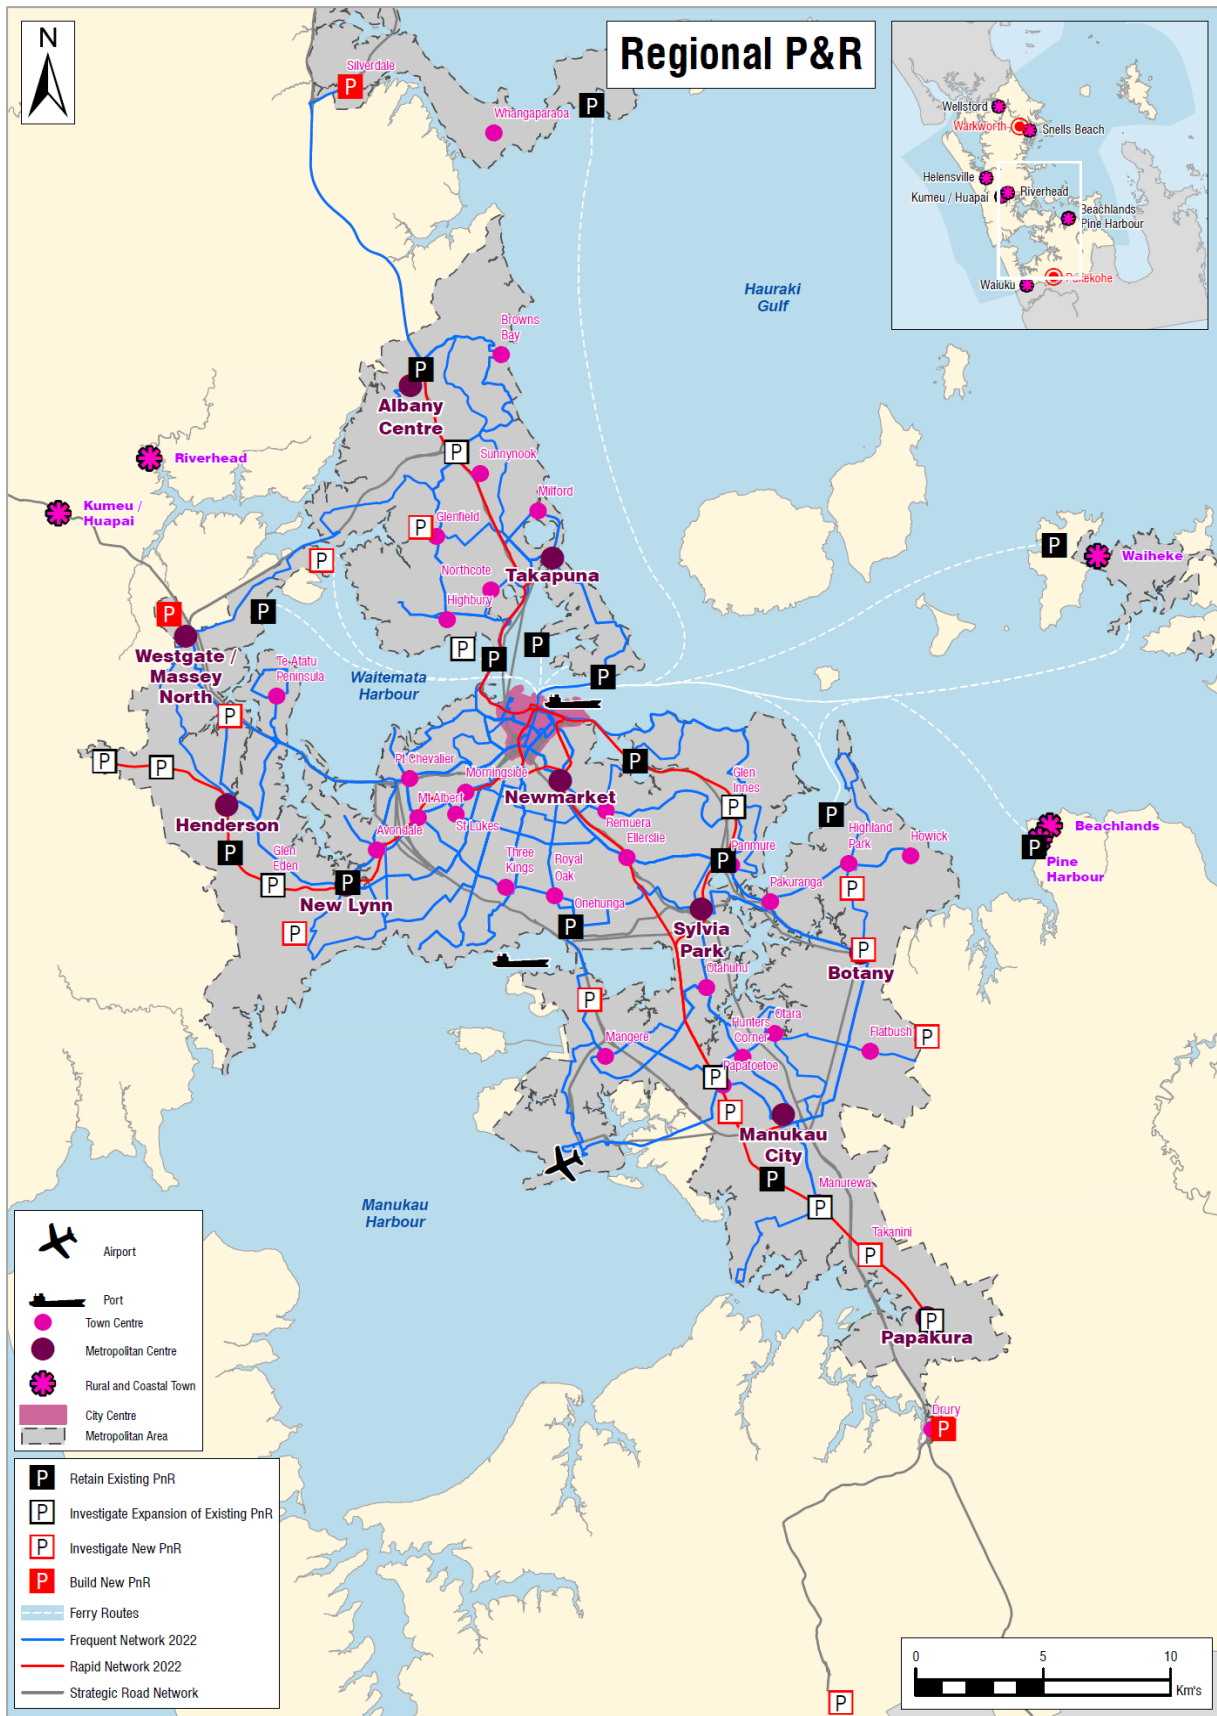 Regional P&R
N
Silverdale
P
P
Whangaparaoa
Wellsford
Warkworth
Snells Beach
Helensville
Kumeu / Huapai
Riverhead
Beachlands
Pine Harbour
Waiuku
Pukekohe
Hauraki
Gulf
Browns
Bay
P
Albany
Centre
P
Sunnynook
Riverhead
Milford
Kumeu /
Huapai
P
Glenfield
P
Takapuna
P
Waiheke
Northcote
Highbury
P
P
Westgate /
Massey
North
P
P
P
P
Te Atatu
Peninsula
Waitemata
Harbour
P
P
P
Pt Chevalier
Morningside
P
Glen
Innes
Newmarket
Henderson
Mt Albert
St Lukes
Avondale
Remuera
Ellerslie
P
P
Highland
Park
Howick
Beachlands
P
Pine
Harbour
P
Glen
Eden
P
P
New Lynn
Three
Kings
Royal
Oak
P
Panmure
Pakuranga
P
Onehunga
P
P
Sylvia
Park
P
Botany
Otahuhu
P
Mangere
Hunters
Corner
Otara
Flatbush
P
P
Papatoetoe
P
Manukau
City
P
Manurewa
P
Manukau
Harbour
Takanini
P
P
Papakura
Drury
P
P
Airport
Port
Town Centre
Metropolitan Centre
Rural and Coastal Town
City Centre
Metropolitan Area
P Retain Existing PnR
P Investigate Expansion of Existing PnR
P Investigate New PnR
P Build New PnR
Ferry Routes
Frequent Network 2022
Rapid Network 2022
Strategic Road Network
0 5 10
Km's